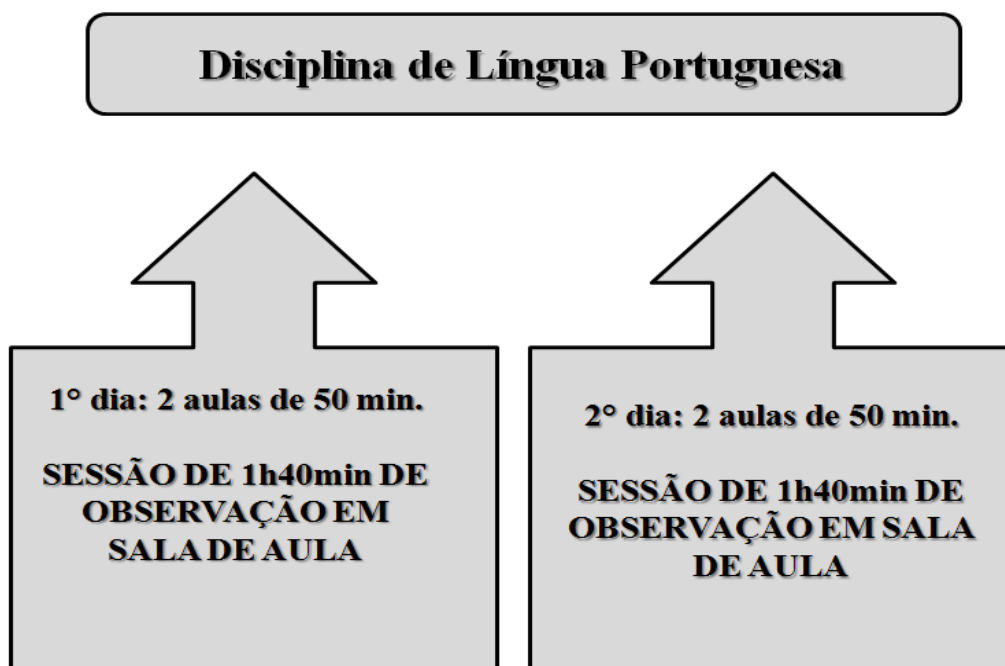 Disciplina de Língua Portuguesa
1° dia: 2 aulas de 50 min.
SESSÃO DE 1h40min DE
OBSERVAÇÃO EM
SALA DE AULA
2° dia: 2 aulas de 50 min.
SESSÃO DE 1h40min DE
OBSERVAÇÃO EM SALA
DE AULA